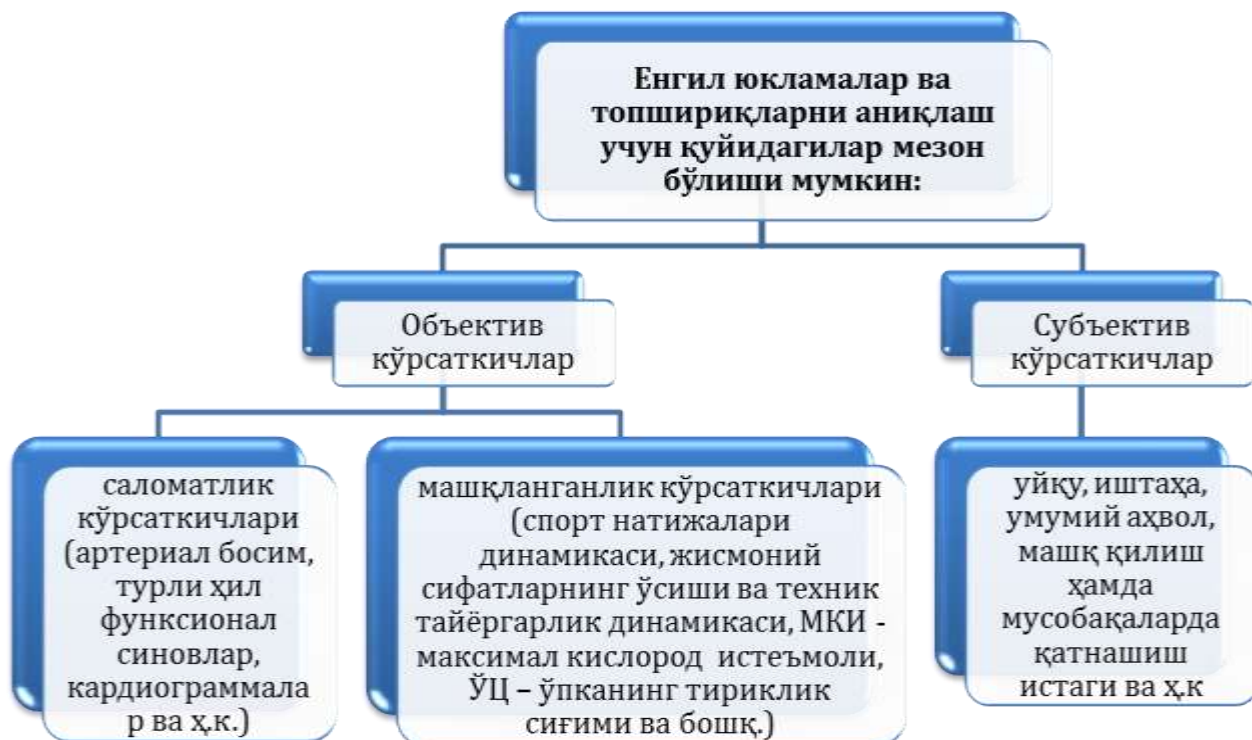 Енгил юкламалар ва
топшириқларни аниқлаш
учун қуйидагилар мезон
бўлиши мумкин:
Объектив
кўрсаткичлар
Субъектив
кўрсаткичлар
саломатлик
кўрсаткичлари
(артериал босим,
турли ҳил
функсионал
синовлар,
кардиограммала
р ва ҳ.к.)
машқланганлик кўрсаткичлари
(спорт натижалари
динамикаси, жисмоний
сифатларнинг ўсиши ва техник
тайёргарлик динамикаси, МКИ -
максимал кислород истеъмоли,
ЎЦ – ўпканинг тириклик
сиғими ва бошқ.)
уйқу, иштаҳа,
умумий аҳвол,
машқ қилиш
ҳамда
мусобақаларда
қатнашиш
истаги ва ҳ.к